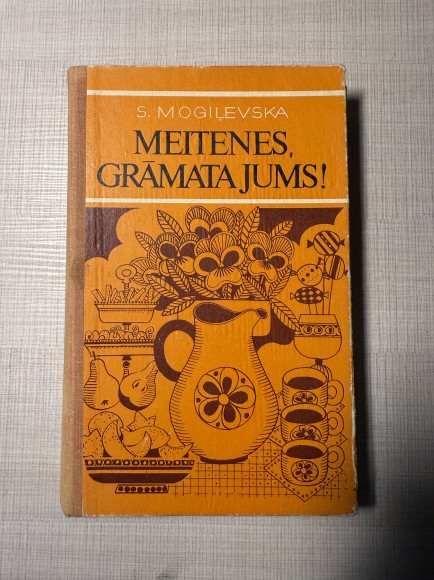 S. MOGIĻEVSKA
MEITENES,
GRĀMATA JUMS!